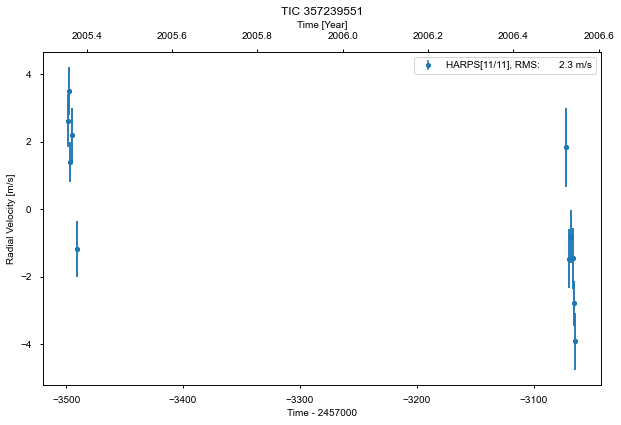 TIC 357239551
Time [Year]
2005.4 2005.6 2005.8 2006.0 2006.2 2006.4 2006.6
HARPS[11/11], RMS: 2.3 m/s
4
2
0
−2
−4
Radial Velocity [m/s]
−3500 −3400 −3300 −3200 −3100
Time - 2457000